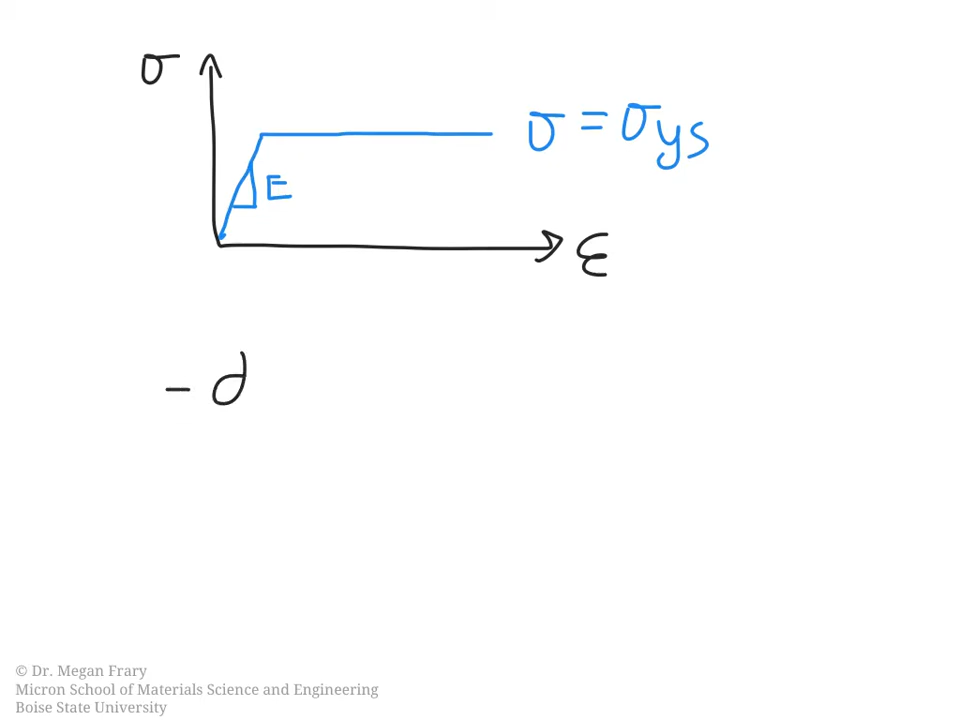 σ
σ = σys
E
ε
- d
© Dr. Megan Frary
Micron School of Materials Science and Engineering
Boise State University